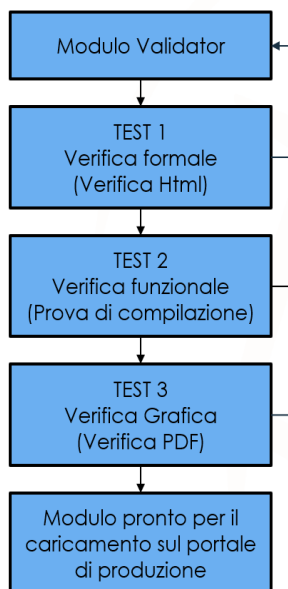 Modulo Validator
TEST 1
Verifica formale
(Verifica Html)
TEST 2
Verifica funzionale
(Prova di compilazione)
TEST 3
Verifica Grafica
(Verifica PDF)
Modulo pronto per il
caricamento sul portale
di produzione